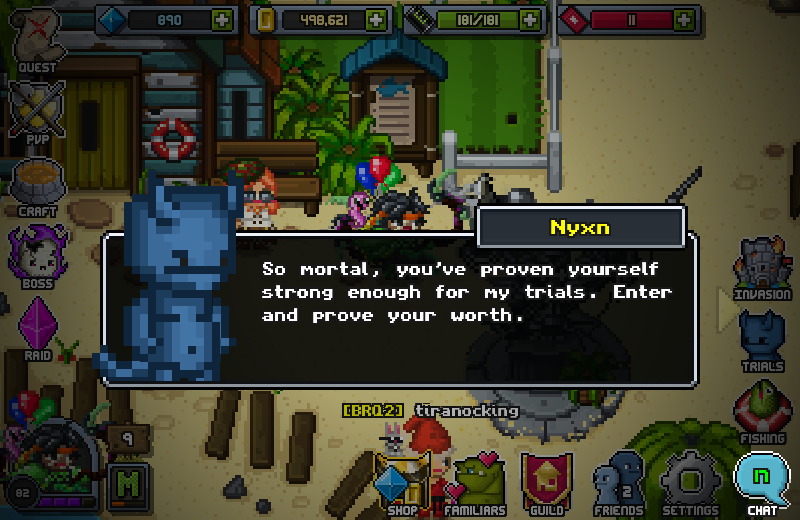 890
498,621
181/181
11
QUEST
PVP
CRAFT
BOSS
RAID
Nyxn
So mortal, you've proven yourself
strong enough for my trials. Enter
and prove your worth.
INVASION
TRIALS
FISHING
[BRQ2] tiranocking
9
82
M
SHOP
FAMILIARS
GUILD
2
FRIENDS
SETTINGS
n
CHAT